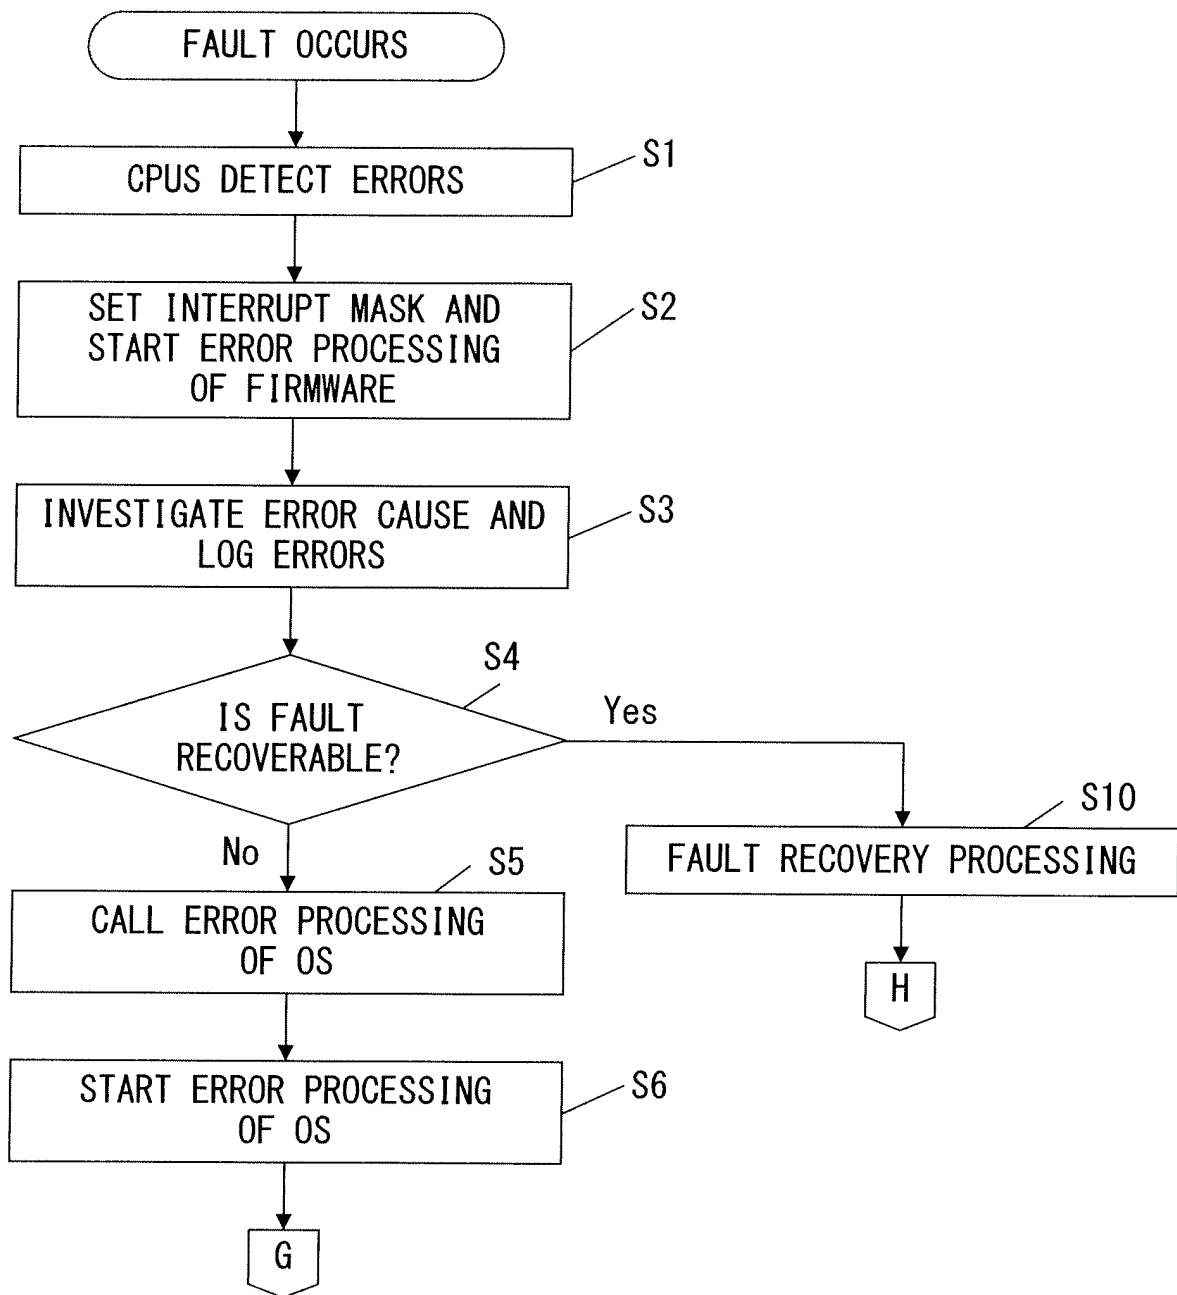 FAULT OCCURS
CPUS DETECT ERRORS
S1
SET INTERRUPT MASK AND
START ERROR PROCESSING
OF FIRMWARE
S2
INVESTIGATE ERROR CAUSE AND
LOG ERRORS
S3
IS FAULT
RECOVERABLE?
S4
Yes
No
S10
FAULT RECOVERY PROCESSING
H
S5
CALL ERROR PROCESSING
OF OS
START ERROR PROCESSING
OF OS
S6
G